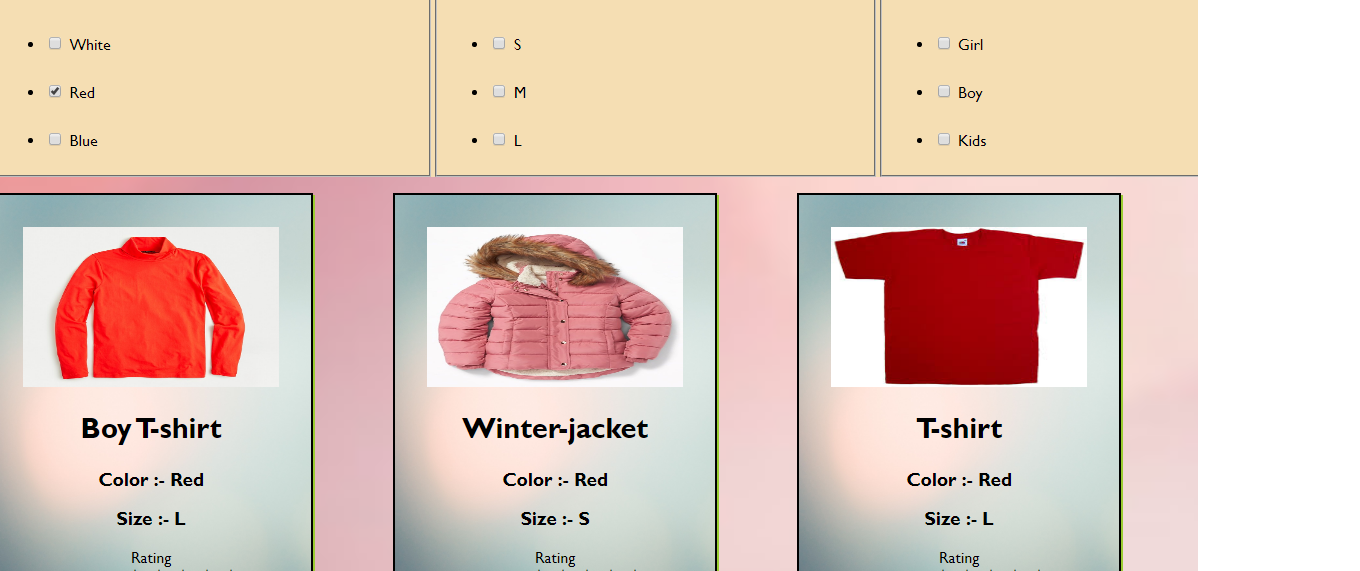 White
S
Girl
Red
M
Boy
Blue
L
Kids
Boy T-shirt
Winter-jacket
T-shirt
Color :- Red
Color :- Red
Color :- Red
Size :- L
Size :- S
Size :- L
Rating
Rating
Rating